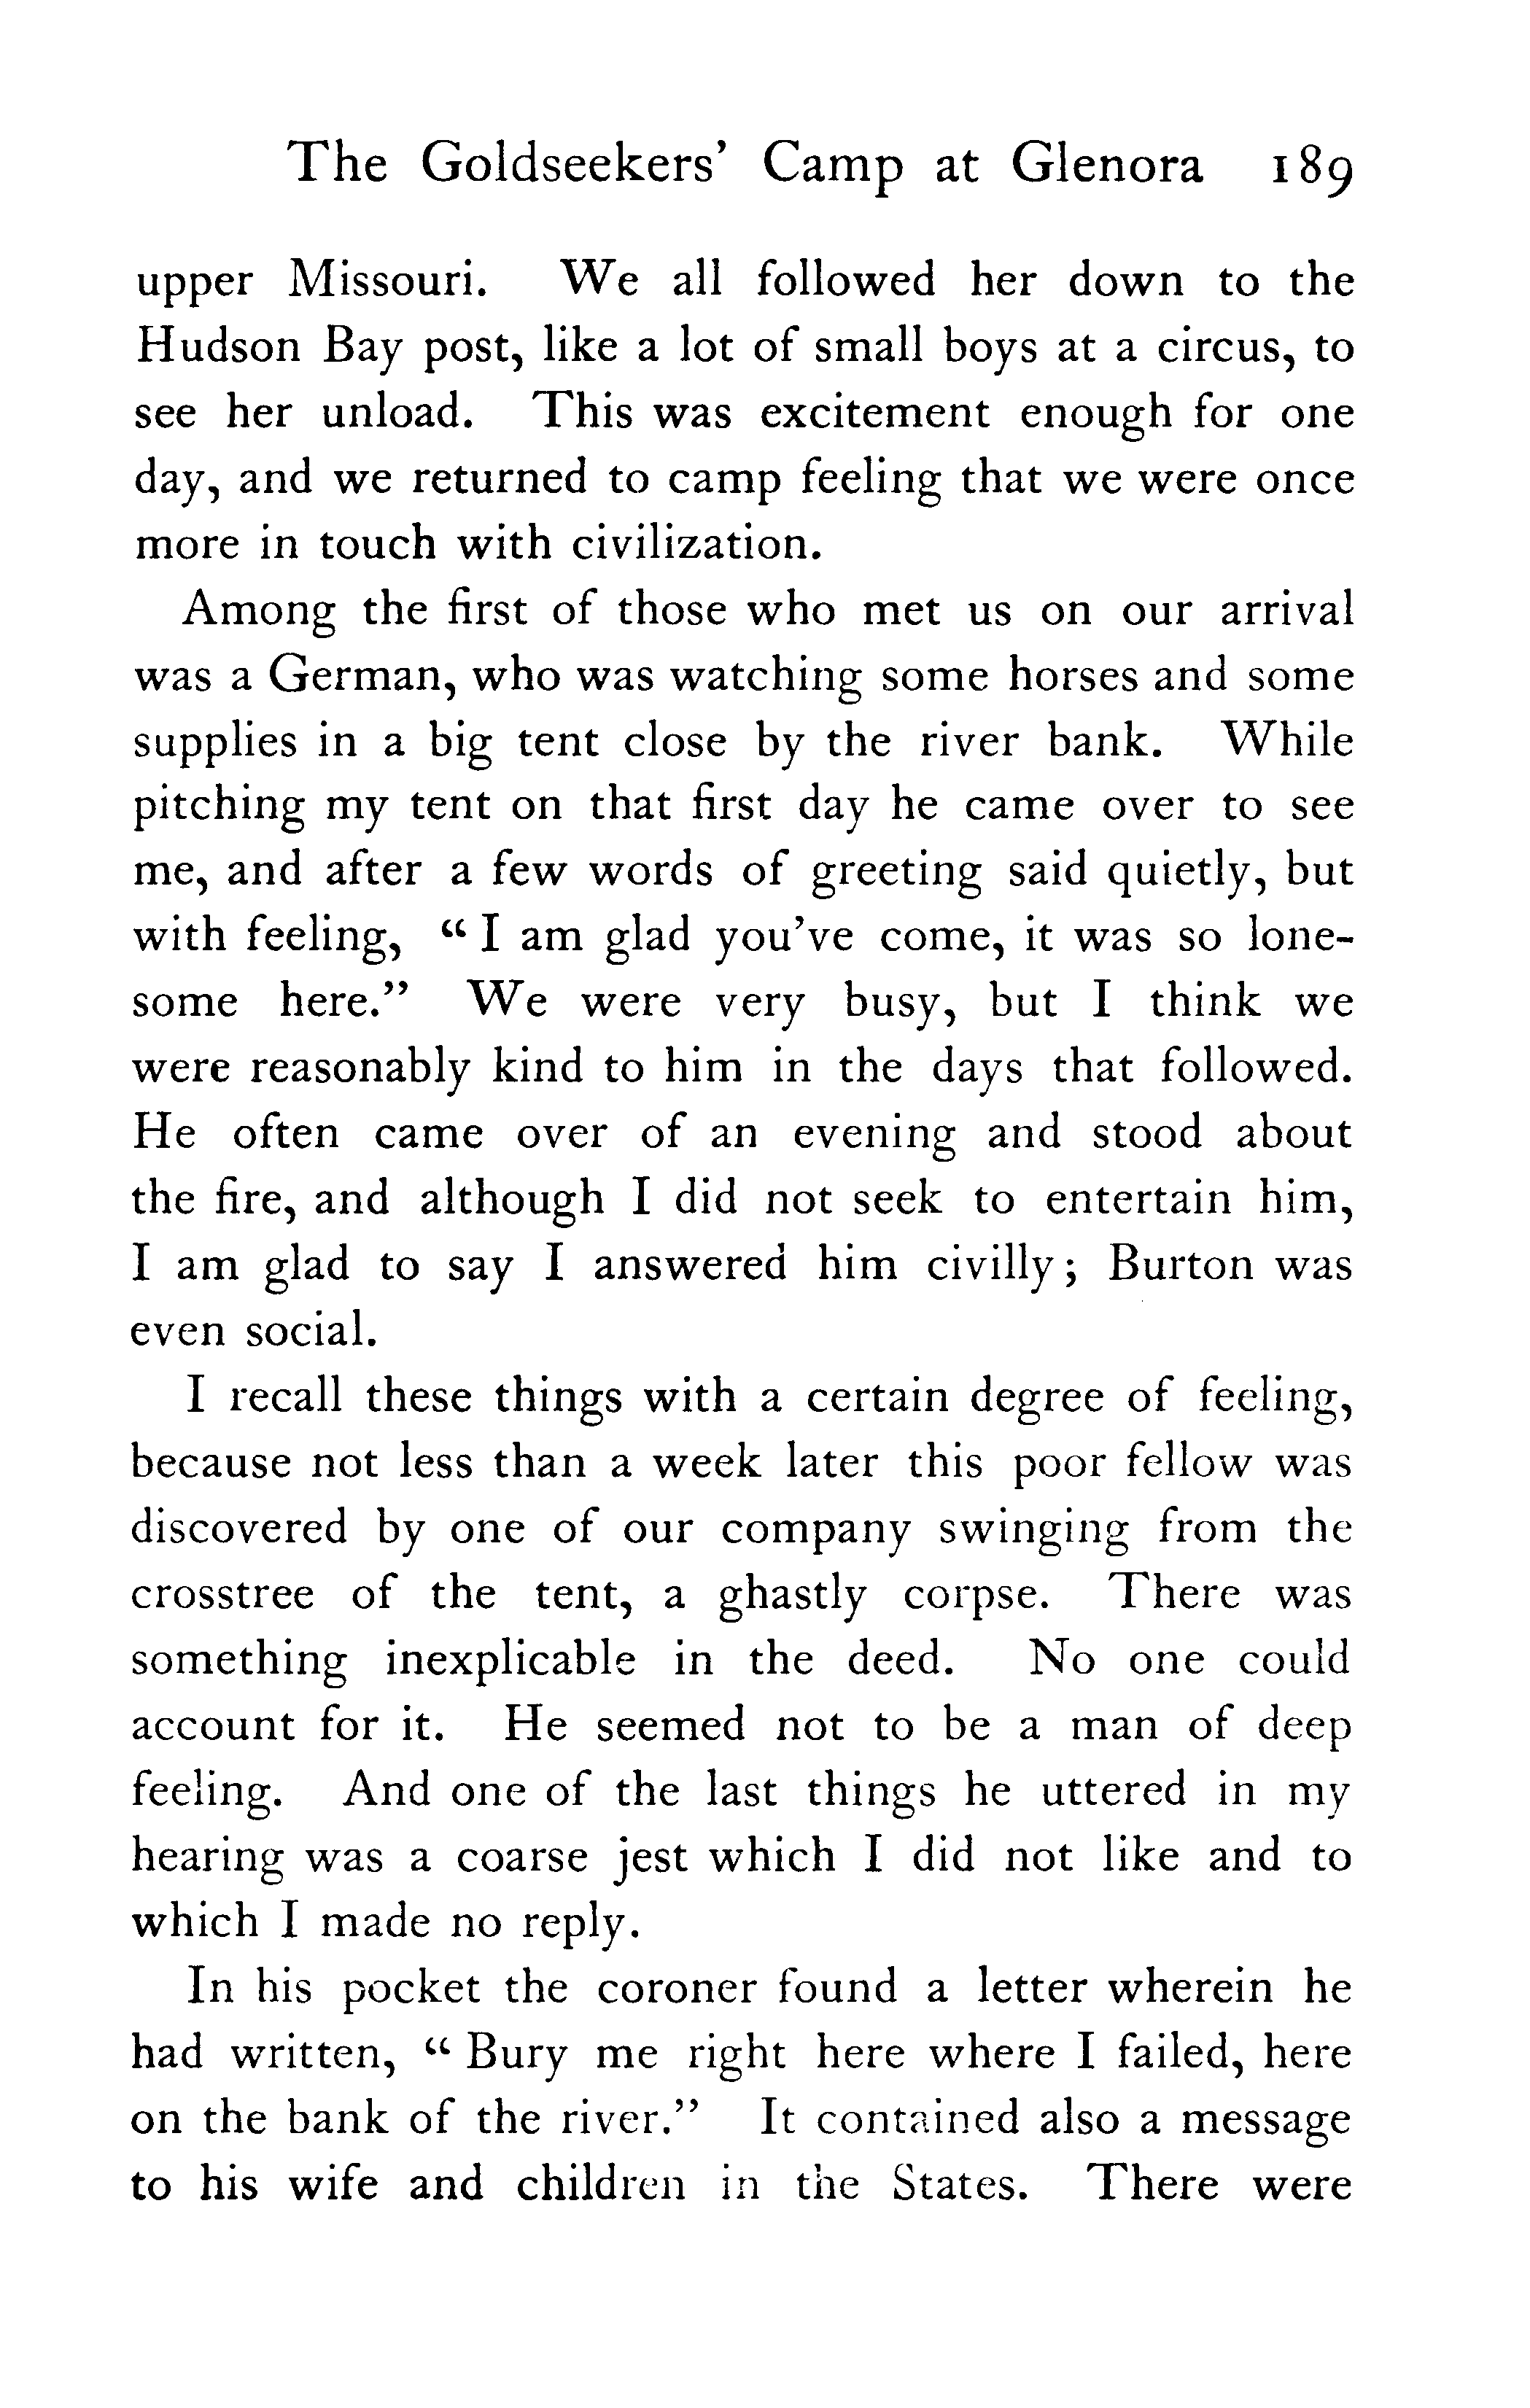 The Goldseekers' Camp at Glenora 189
upper Missouri. We all followed her down to the
Hudson Bay post, like a lot of small boys at a circus, to
see her unload. This was excitement enough for one
day, and we returned to camp feeling that we were once
more in touch with civilization.
Among the first of those who met us on our arrival
was a German, who was watching some horses and some
supplies in a big tent close by the river bank. While
pitching my tent on that first day he came over to see
me, and after a few words of greeting said quietly, but
with feeling, “ I am glad you've come, it was so lone-
some here.” We were very busy, but I think we
were reasonably kind to him in the days that followed.
He often came over of an evening and stood about
the fire, and although I did not seek to entertain him,
I am glad to say I answered him civilly; Burton was
even social.
I recall these things with a certain degree of feeling,
because not less than a week later this poor fellow was
discovered by one of our company swinging from the
crosstree of the tent, a ghastly corpse. There was
something inexplicable in the deed. No one could
account for it. He seemed not to be a man of deep
feeling. And one of the last things he uttered in my
hearing was a coarse jest which I did not like and to
which I made no reply.
In his pocket the coroner found a letter wherein he
had written, “ Bury me right here where I failed, here
on the bank of the river.” It contained also a message
to his wife and children in the States. There were